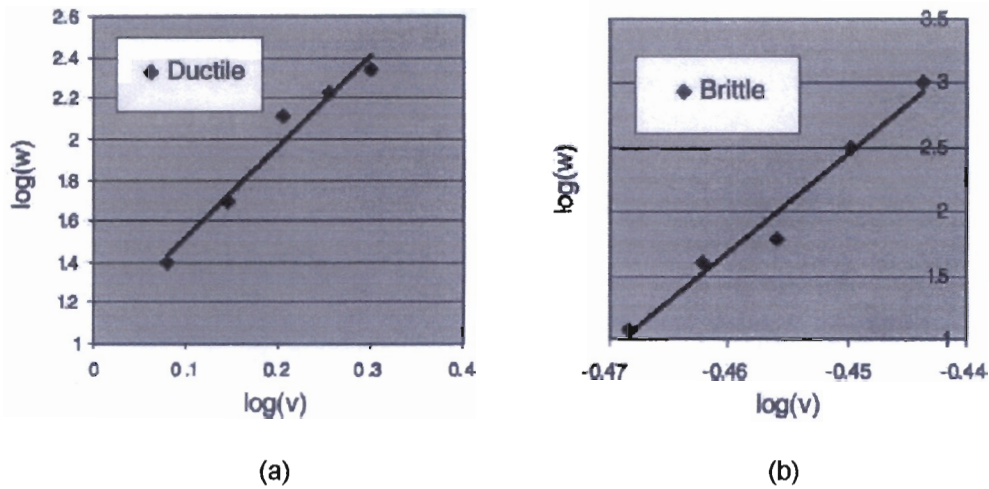 2.6
2.4
2.2
2
1.8
1.6
1.4
1.2
1
Ductile
log(w)
0 0.1 0.2 0.3 0.4
log(v)
(a)
3.5
3
2.5
2
1.5
1
Brittle
log(w)
-0.47 -0.46 -0.45 -0.44
log(v)
(b)